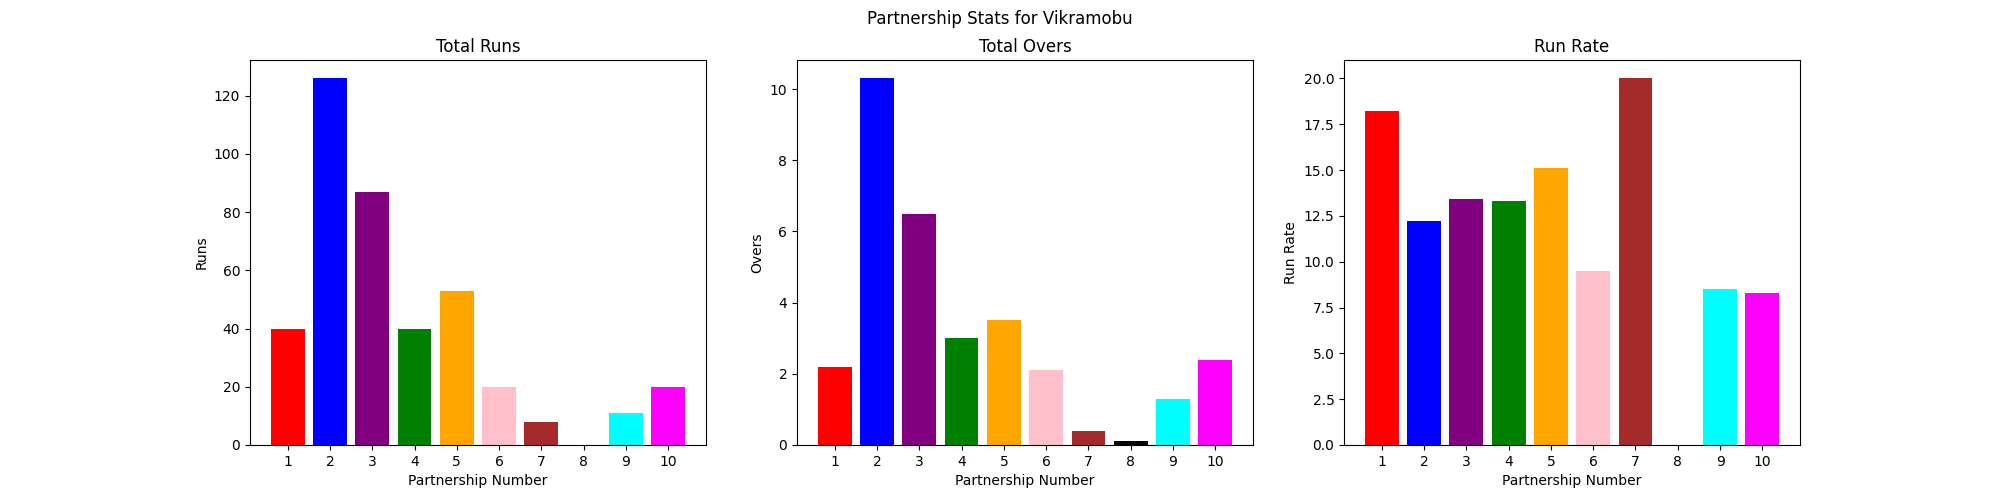 Partnership Stats for Vikramobu
Total Runs
Runs
120
100
80
60
40
20
0
1 2 3 4 5 6 7 8 9 10
Partnership Number
Total Overs
Overs
10
8
6
4
2
0
1 2 3 4 5 6 7 8 9 10
Partnership Number
Run Rate
Run Rate
20.0
17.5
15.0
12.5
10.0
7.5
5.0
2.5
0.0
1 2 3 4 5 6 7 8 9 10
Partnership Number